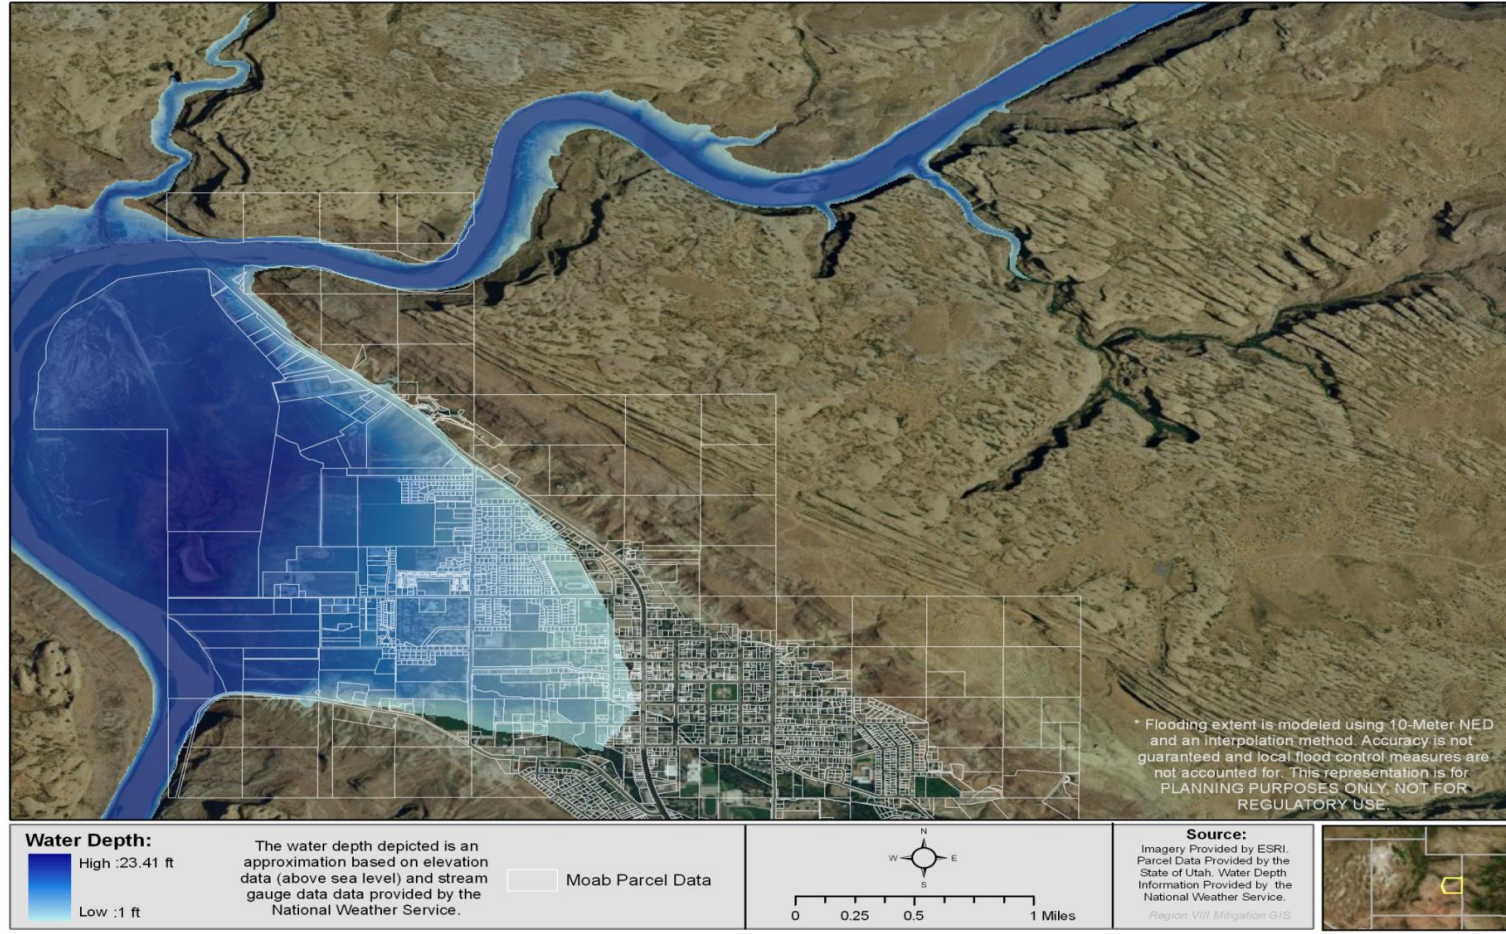 * Flooding extent is modeled using 10-Meter NED
and an interpolation method. Accuracy is not
guaranteed and local flood control measures are
not accounted for. This representation is for
PLANNING PURPOSES ONLY, NOT FOR
REGULATORY USE.
Water Depth:
High :23.41 ft
Low :1 ft
The water depth depicted is an
approximation based on elevation
data (above sea level) and stream
gauge data data provided by the
National Weather Service.
Moab Parcel Data
N
W E
S
0 0.25 0.5 1 Miles
Source:
Imagery Provided by ESRI.
Parcel Data Provided by the
State of Utah. Water Depth
Information Provided by the
National Weather Service.
Region VIII Mitigation GIS